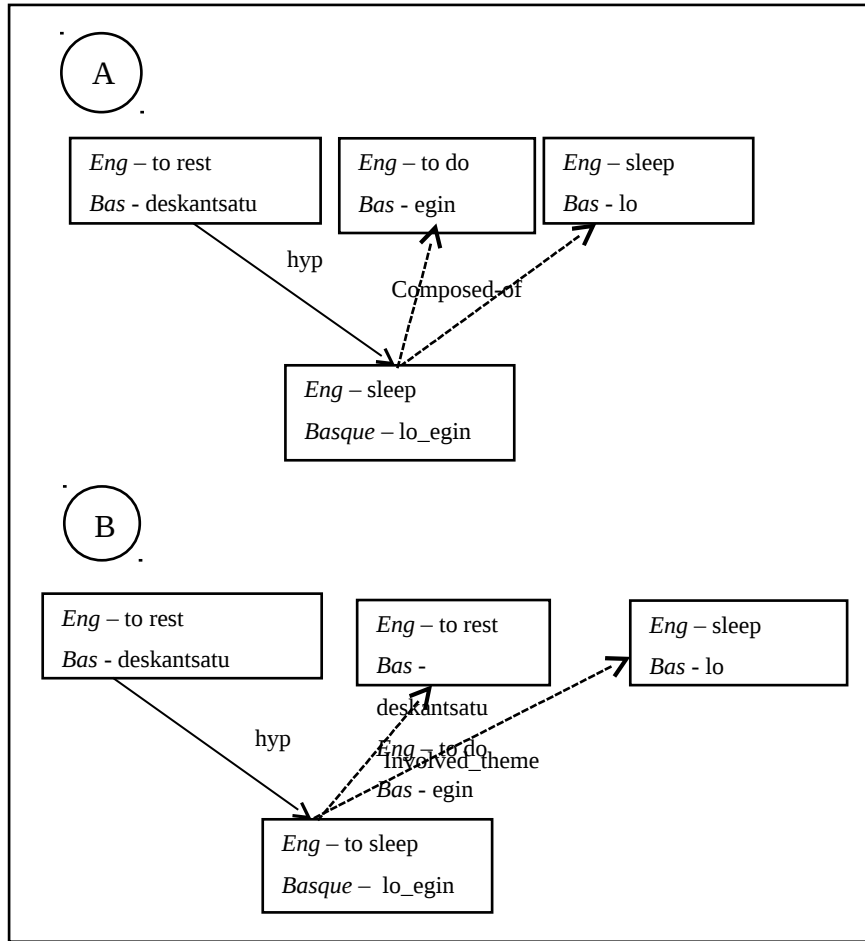 A
Eng – to rest
Bas - deskantsatu
Eng – to do
Bas - egin
Eng – sleep
Bas - lo
hyp
Composed-of
Eng – sleep
Basque – lo_egin
B
Eng – to rest
Bas - deskantsatu
Eng – to rest
Bas -
deskantsatu
Eng – to do
Bas - egin
Eng – sleep
Bas - lo
hyp
Involved_theme
Eng – to sleep
Basque – lo_egin